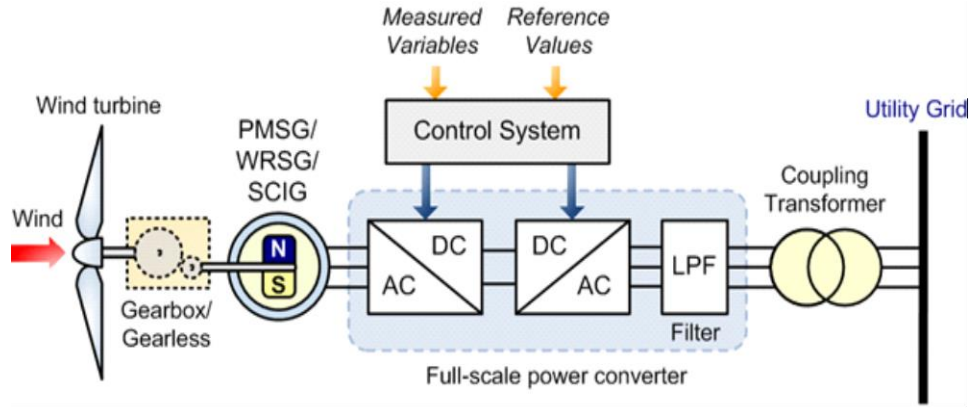 Measured
Variables
Reference
Values
Wind turbine
PMSG/
WRSG/
SCIG
Control System
Utility Grid
Coupling
Transformer
Wind
N
S
DC
AC
DC
AC
LPF
Gearbox/
Gearless
Filter
Full-scale power converter